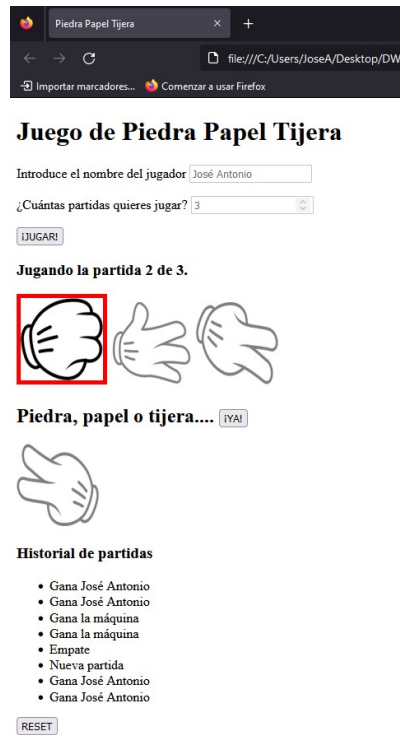 Piedra Papel Tijera
file:///C:/Users/JoseA/Desktop/DW
Importar marcadores... Comenzar a usar Firefox
Juego de Piedra Papel Tijera
Introduce el nombre del jugador José Antonio
¿Cuántas partidas quieres jugar? 3
¡JUGAR!
Jugando la partida 2 de 3.
Piedra, papel o tijera.... ¡YA!
Historial de partidas
Gana José Antonio
Gana José Antonio
Gana la máquina
Gana la máquina
Empate
Nueva partida
Gana José Antonio
Gana José Antonio
RESET